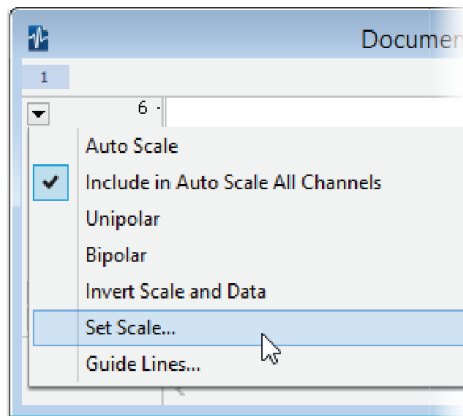 Documen
1
6
Auto Scale
Include in Auto Scale All Channels
Unipolar
Bipolar
Invert Scale and Data
Set Scale...
Guide Lines...